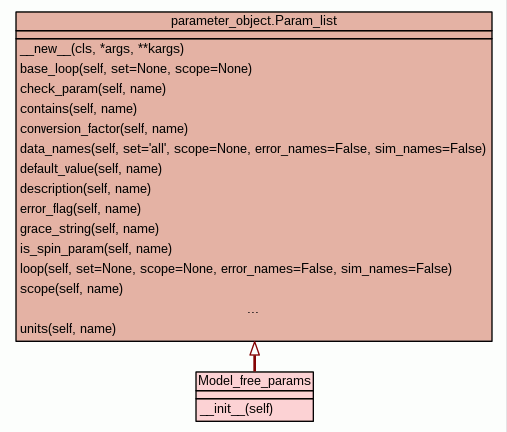 parameter_object.Param_list
__new__(cls, *args, **kargs)
base_loop(self, set=None, scope=None)
check_param(self, name)
contains(self, name)
conversion_factor(self, name)
data_names(self, set='all', scope=None, error_names=False, sim_names=False)
default_value(self, name)
description(self, name)
error_flag(self, name)
grace_string(self, name)
is_spin_param(self, name)
loop(self, set=None, scope=None, error_names=False, sim_names=False)
scope(self, name)
...
units(self, name)
Model_free_params
__init__(self)